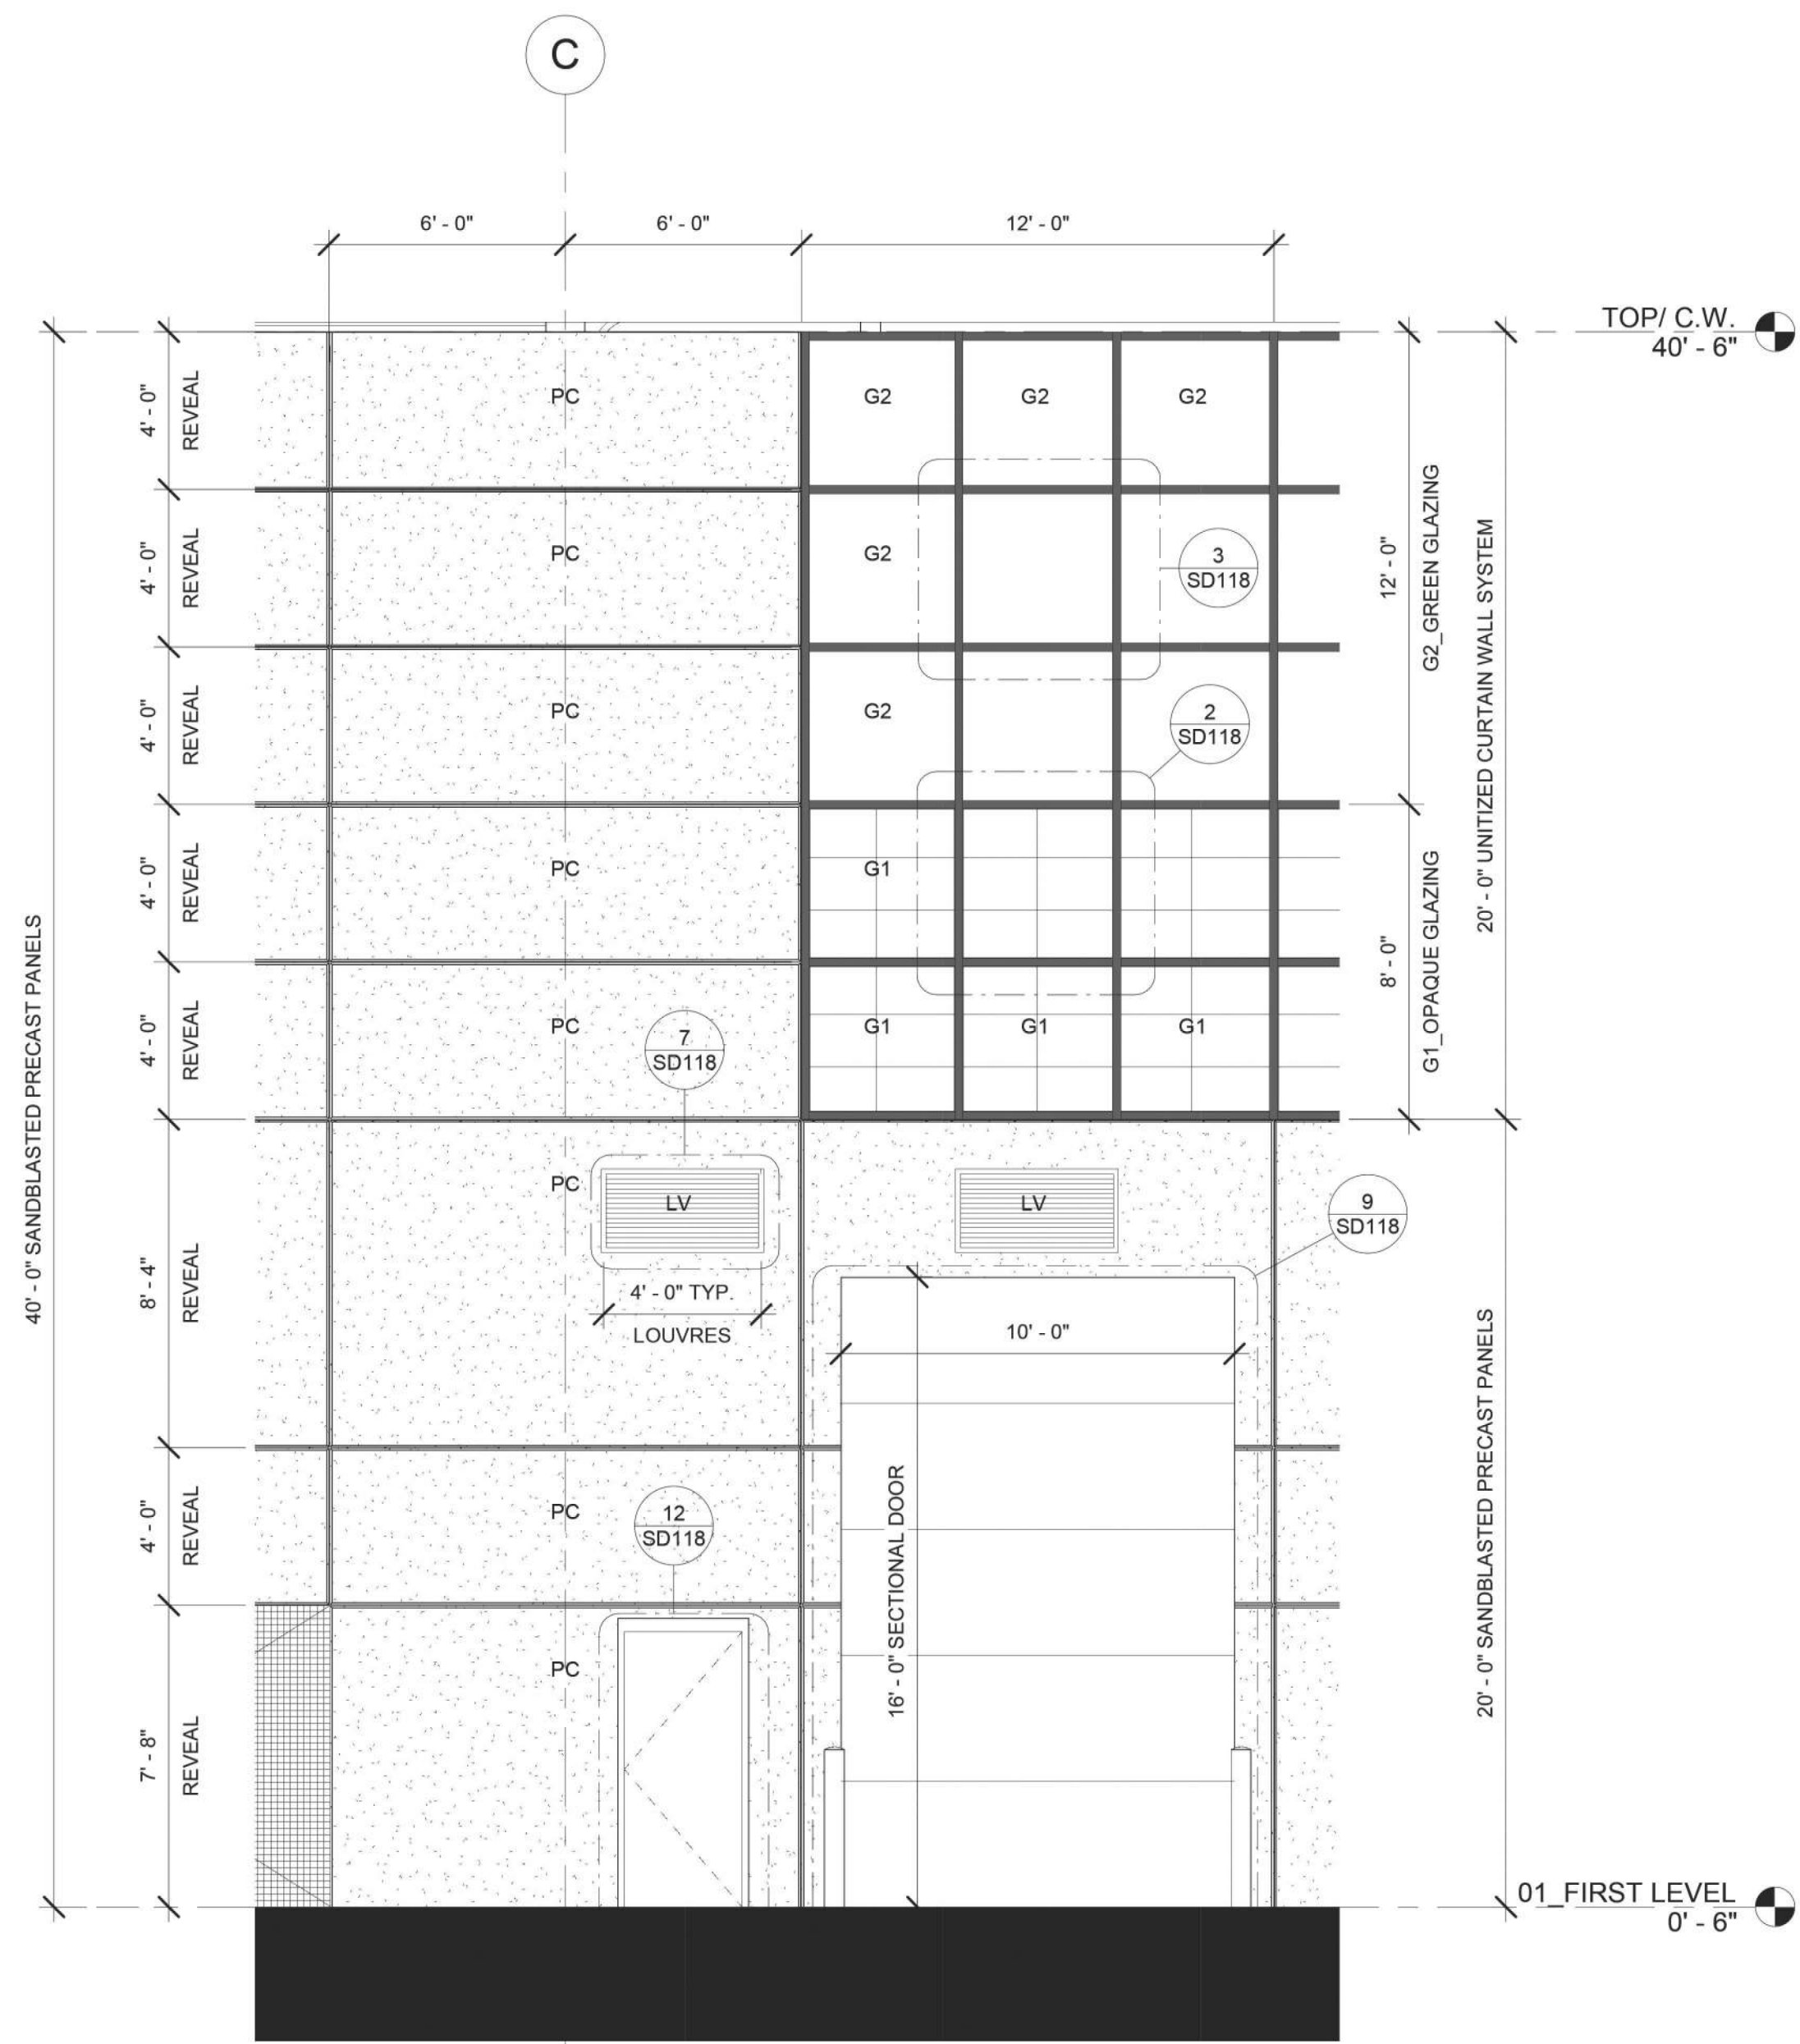 C
6' - 0"
6' - 0"
12' - 0"
TOP/ C.W.
40' - 6"
4' - 0"
REVEAL
PC
G2
G2
G2
4' - 0"
REVEAL
PC
G2
3
SD118
12' - 0"
G2_GREEN GLAZING
20' - 0" UNITIZED CURTAIN WALL SYSTEM
4' - 0"
REVEAL
PC
G2
2
SD118
4' - 0"
REVEAL
PC
G1
8' - 0"
G1_OPAQUE GLAZING
40' - 0" SANDBLASTED PRECAST PANELS
4' - 0"
REVEAL
PC
7
SD118
G1
G1
G1
8' - 4"
REVEAL
PC
LV
LV
9
SD118
4' - 0" TYP.
LOUVRES
10' - 0"
4' - 0"
REVEAL
PC
12
SD118
16' - 0" SECTIONAL DOOR
20' - 0" SANDBLASTED PRECAST PANELS
7' - 8"
REVEAL
PC
01_FIRST LEVEL
0' - 6"